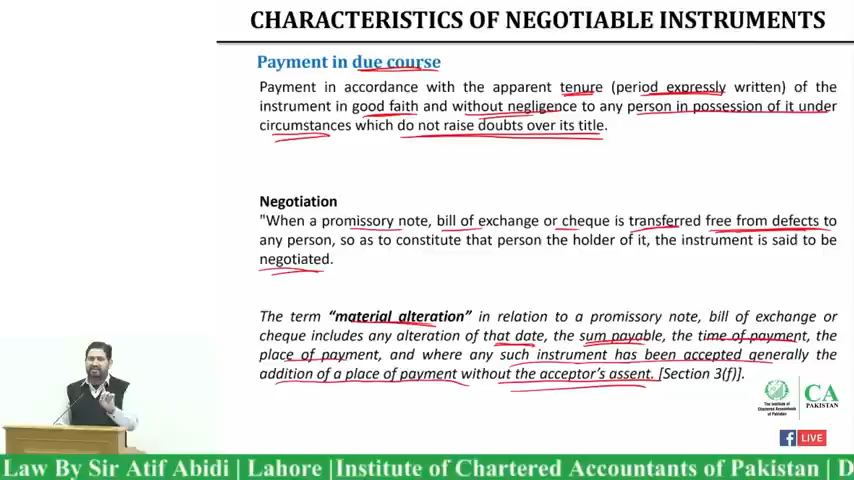 CHARACTERISTICS OF NEGOTIABLE INSTRUMENTS
Payment in due course
Payment in accordance with the apparent tenure (period expressly written) of the
instrument in good faith and without negligence to any person in possession of it under
circumstances which do not raise doubts over its title.
Negotiation
"When a promissory note, bill of exchange or cheque is transferred free from defects to
any person, so as to constitute that person the holder of it, the instrument is said to be
negotiated.
The term “material alteration” in relation to a promissory note, bill of exchange or
cheque includes any alteration of that date, the sum payable, the time of payment, the
place of payment, and where any such instrument has been accepted generally the
addition of a place of payment without the acceptor’s assent. [Section 3(f)].
The Institute of
Chartered Accountants
of Pakistan
CA
PAKISTAN
f LIVE
Law By Sir Atif Abidi | Lahore |Institute of Chartered Accountants of Pakistan | D